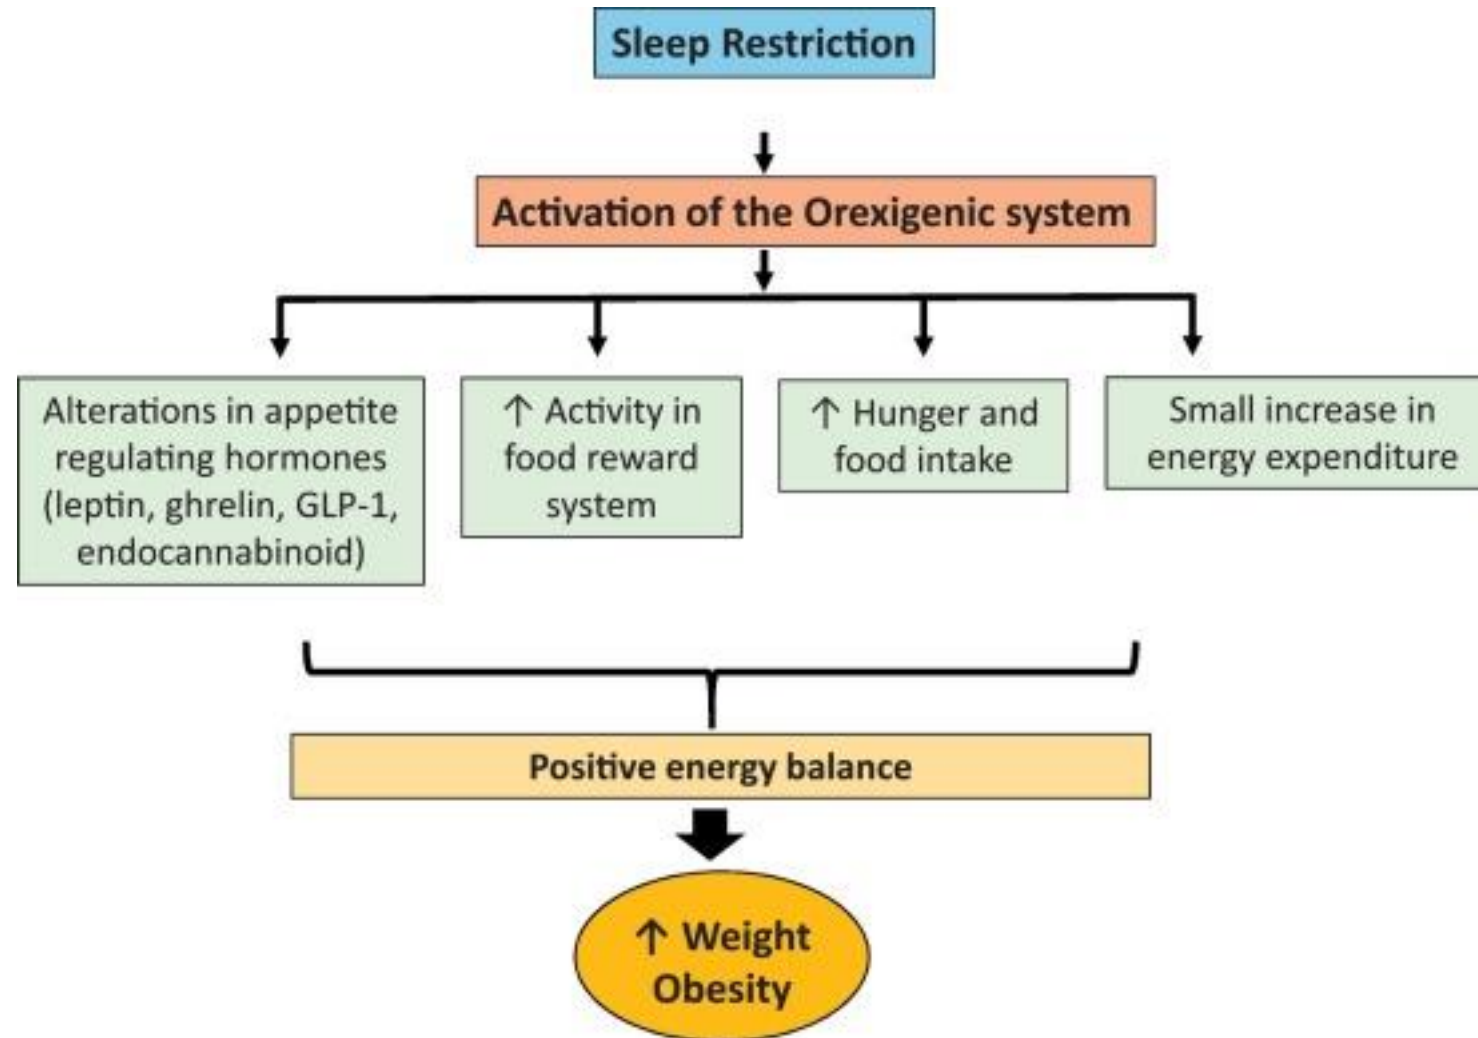 Sleep Restriction
Activation of the Orexigenic system
Alterations in appetite
regulating hormones
(leptin, ghrelin, GLP-1,
endocannabinoid)
↑ Activity in
food reward
system
↑ Hunger and
food intake
Small increase in
energy expenditure
Positive energy balance
↑ Weight
Obesity